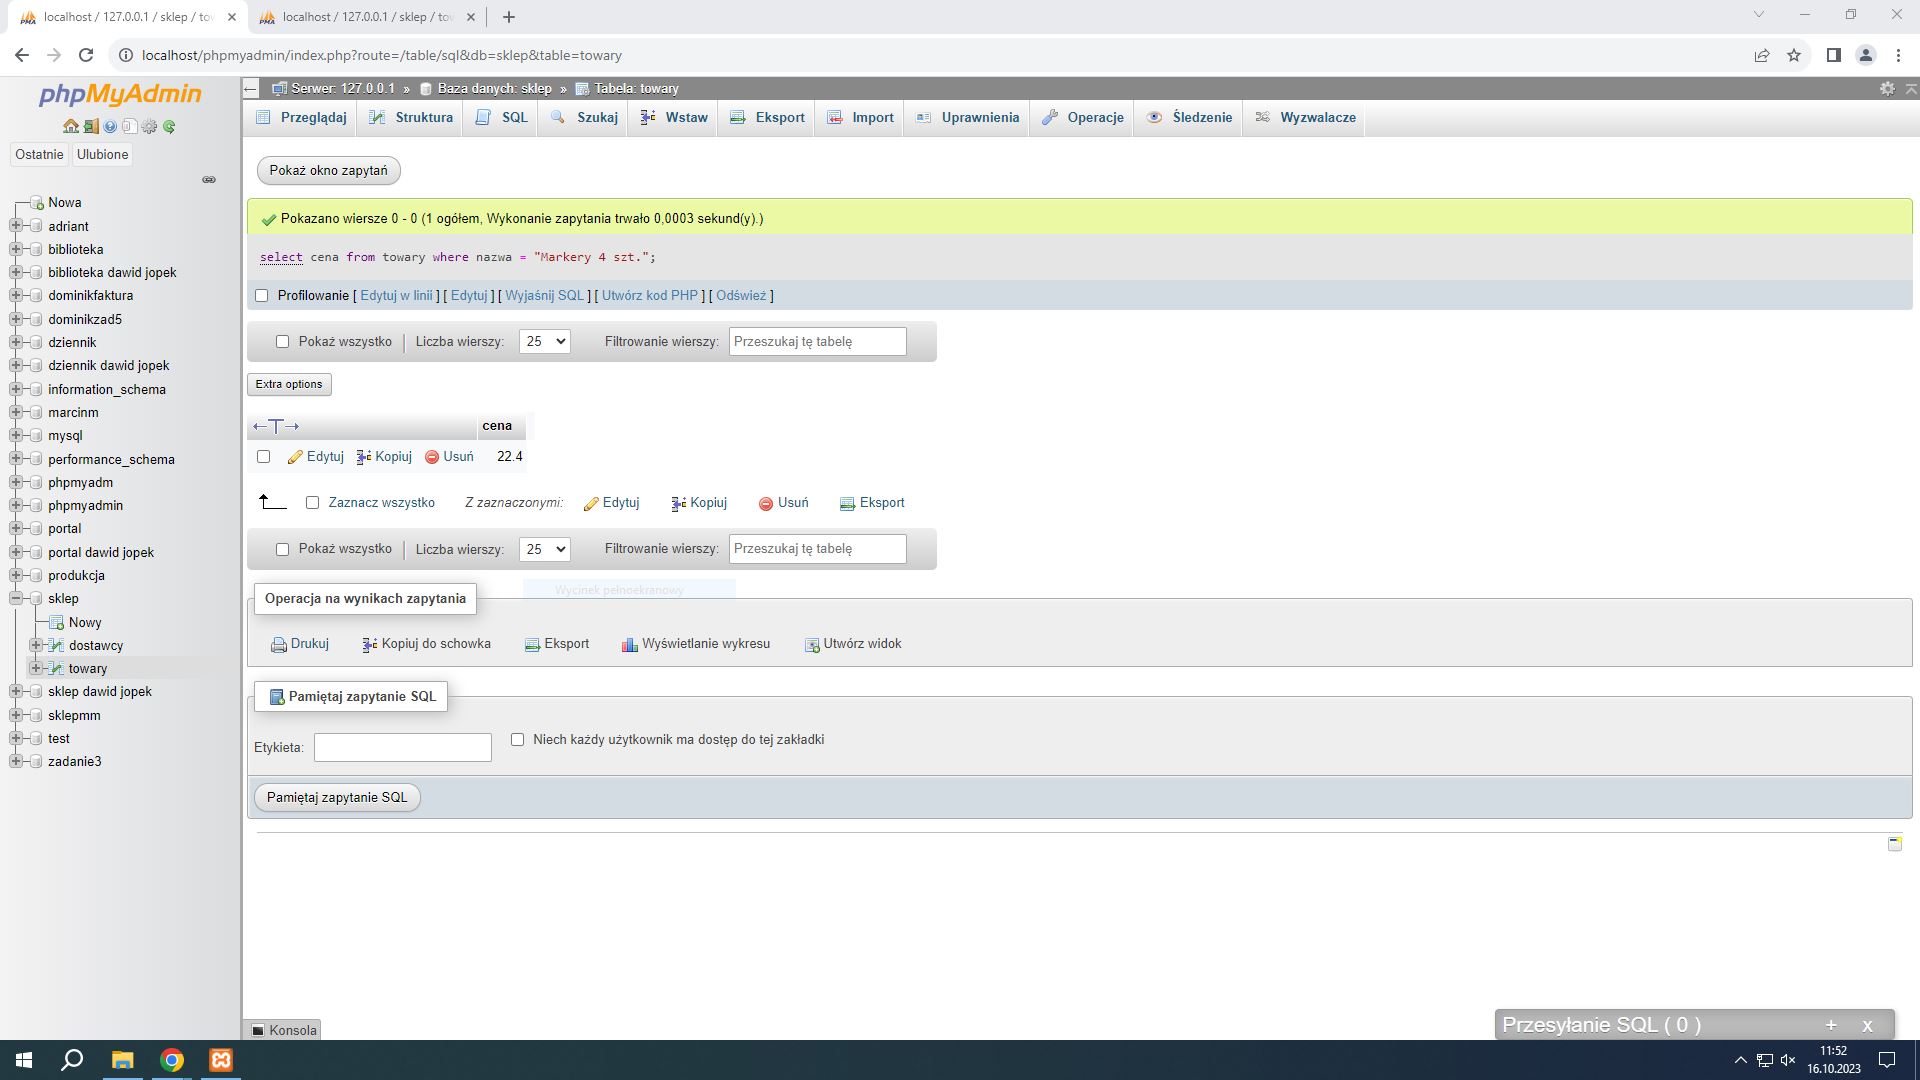 localhost / 127.0.0.1 / sklep / tow
localhost / 127.0.0.1 / sklep / tow
localhost/phpmyadmin/index.php?route=/table/sql&db=sklep&table=towary
phpMyAdmin
Ostatnie
Ulubione
Nowa
adriant
biblioteka
biblioteka dawid jopek
dominikfaktura
dominikzad5
dziennik
dziennik dawid jopek
information_schema
marcinm
mysql
performance_schema
phpmyadm
phpmyadmin
portal
portal dawid jopek
produkcja
sklep
Nowy
dostawcy
towary
sklep dawid jopek
sklepmm
test
zadanie3
Serwer: 127.0.0.1 » Baza danych: sklep » Tabela: towary
Przeglądaj Struktura SQL Szukaj Wstaw Eksport Import Uprawnienia Operacje Śledzenie Wyzwalacze
Pokaż okno zapytań
Pokazano wiersze 0 - 0 (1 ogółem, Wykonanie zapytania trwało 0,0003 sekund(y).)
select cena from towary where nazwa = "Markery 4 szt.";
Profilowanie [ Edytuj w linii ] [ Edytuj ] [ Wyjaśnij SQL ] [ Utwórz kod PHP ] [ Odśwież ]
Pokaż wszystko | Liczba wierszy: 25 Filtrowanie wierszy: Przeszukaj tę tabelę
Extra options
←T→ cena
Edytuj Kopiuj Usuń 22.4
Zaznacz wszystko Z zaznaczonymi: Edytuj Kopiuj Usuń Eksport
Pokaż wszystko | Liczba wierszy: 25 Filtrowanie wierszy: Przeszukaj tę tabelę
Wycinek pełnoekranowy
Operacja na wynikach zapytania
Drukuj Kopiuj do schowka Eksport Wyświetlanie wykresu Utwórz widok
Pamiętaj zapytanie SQL
Etykieta: Niech każdy użytkownik ma dostęp do tej zakładki
Pamiętaj zapytanie SQL
Konsola
Przesyłanie SQL ( 0 ) + x
11:52
16.10.2023